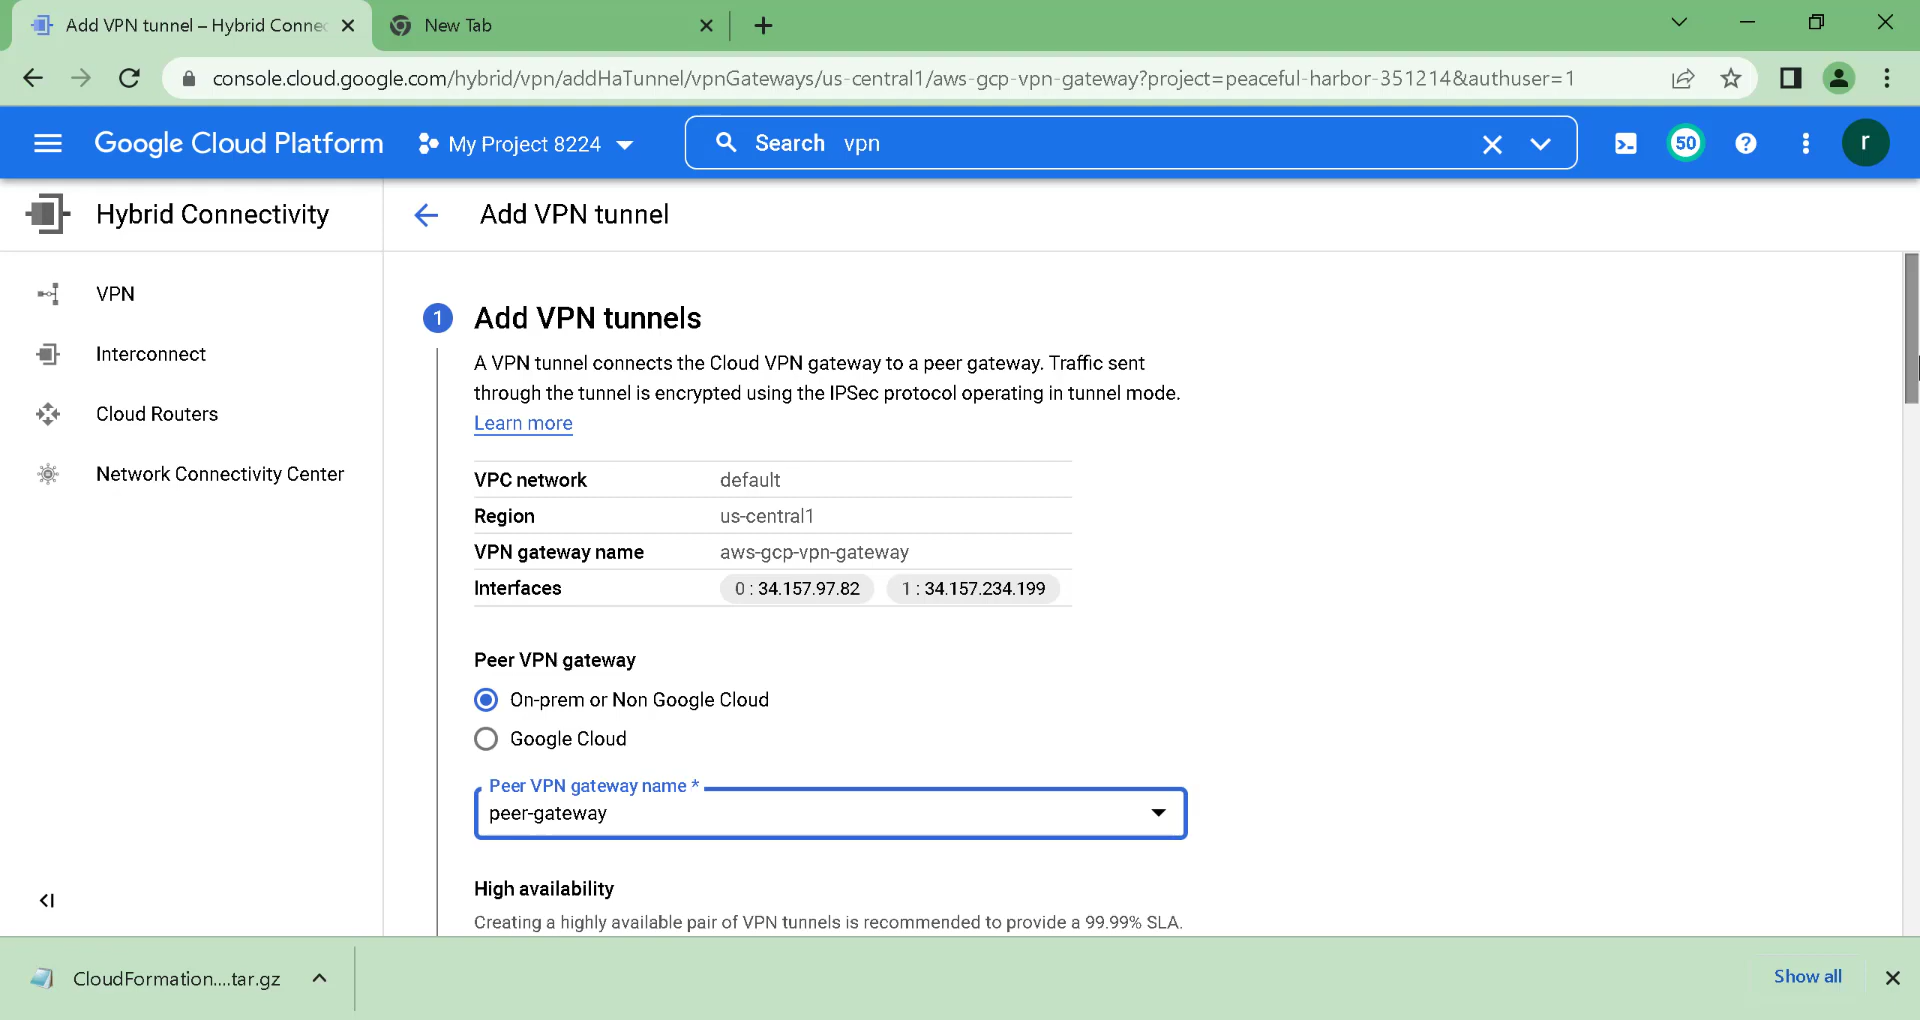 Add VPN tunnel – Hybrid Connec
New Tab
console.cloud.google.com/hybrid/vpn/addHaTunnel/vpnGateways/us-central1/aws-gcp-vpn-gateway?project=peaceful-harbor-351214&authuser=1
Google Cloud Platform
My Project 8224
Search vpn
50
?
r
Hybrid Connectivity
Add VPN tunnel
VPN
Interconnect
Cloud Routers
Network Connectivity Center
1 Add VPN tunnels
A VPN tunnel connects the Cloud VPN gateway to a peer gateway. Traffic sent
through the tunnel is encrypted using the IPSec protocol operating in tunnel mode.
Learn more
VPC network default
Region us-central1
VPN gateway name aws-gcp-vpn-gateway
Interfaces 0 : 34.157.97.82 1 : 34.157.234.199
Peer VPN gateway
On-prem or Non Google Cloud
Google Cloud
Peer VPN gateway name *
peer-gateway
High availability
Creating a highly available pair of VPN tunnels is recommended to provide a 99.99% SLA.
CloudFormation....tar.gz
Show all